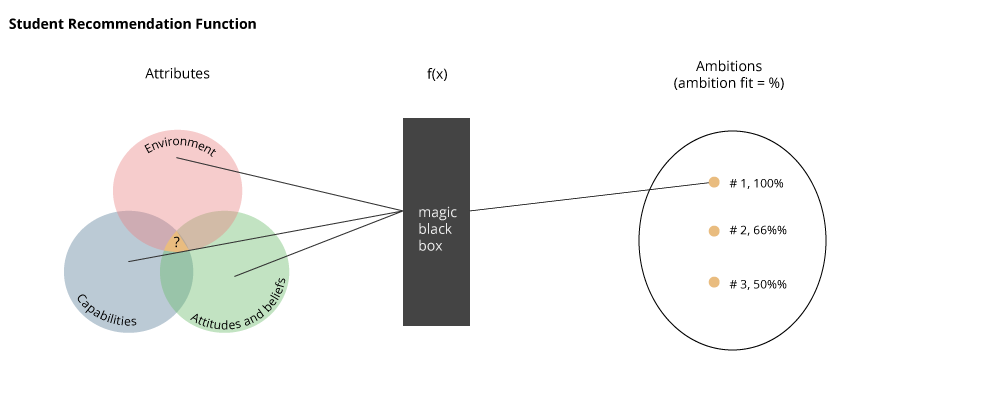 Student Recommendation Function
Attributes
f(x)
Ambitions
(ambition fit = %)
Environment
?
Capabilities
Attitudes and beliefs
magic
black
box
# 1, 100%
# 2, 66%%
# 3, 50%%